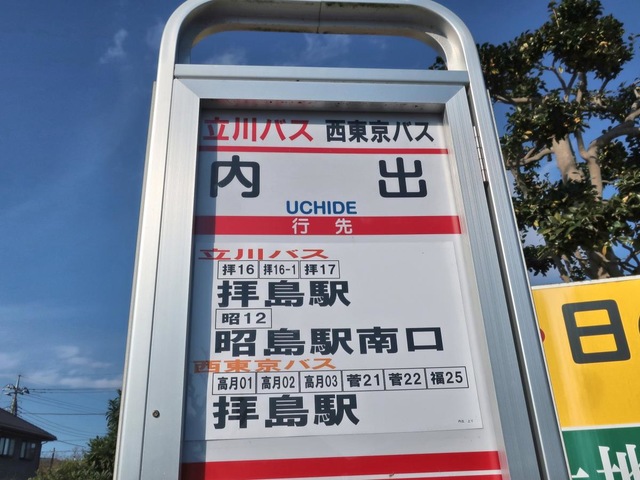 立川バス 西東京バス
内出
UCHIDE
行先
立川バス
拝16 拝16-1 拝17
拝島駅
昭12
昭島駅南口
西東京バス
高月01 高月02 高月03 菅21 菅22 福25
拝島駅
日
地